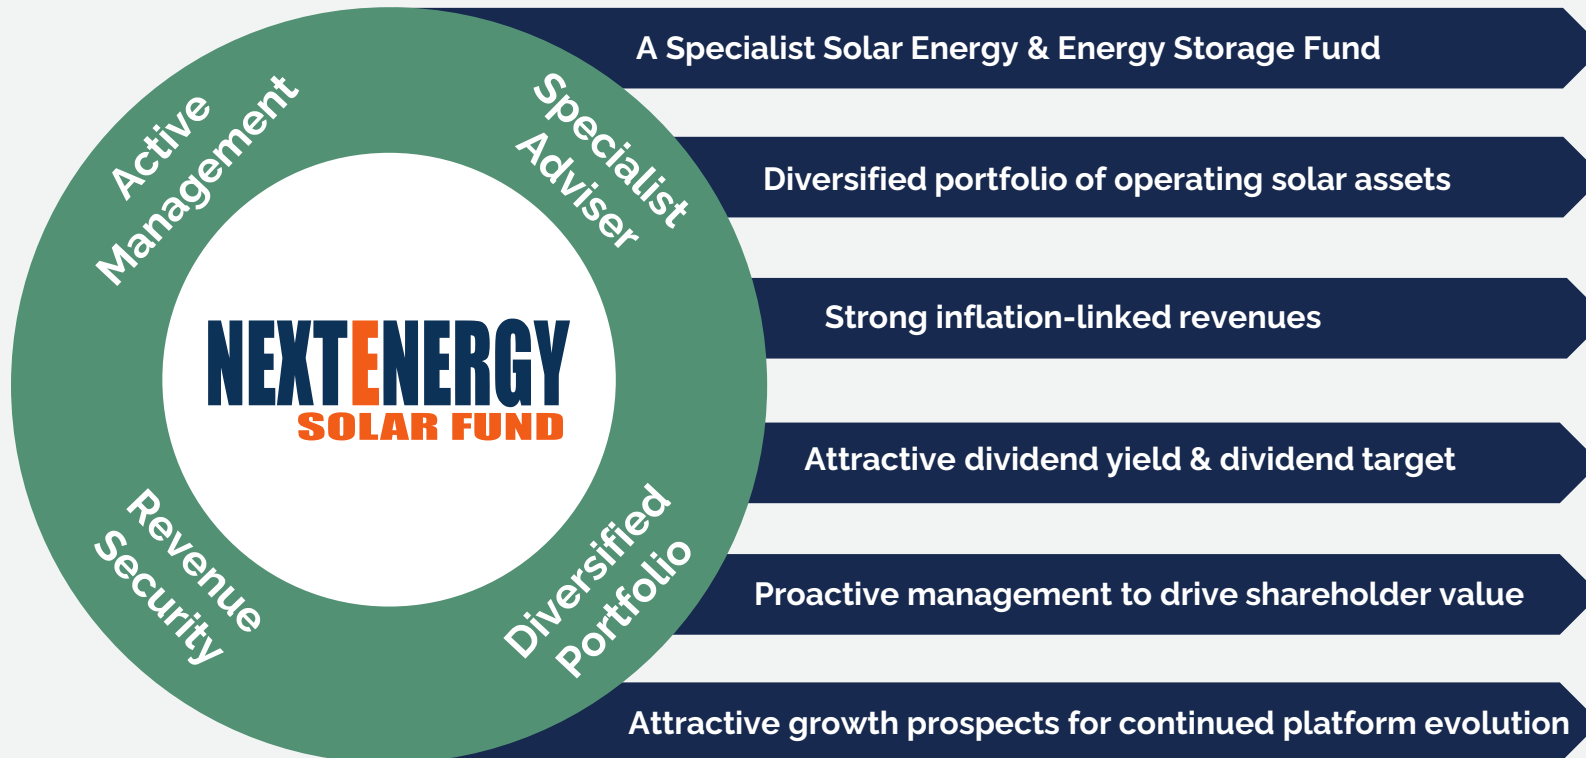 Active
Management
Specialist
Adviser
NEXTENERGY
SOLAR FUND
Revenue
Security
Diversified
Portfolio
A Specialist Solar Energy & Energy Storage Fund
Diversified portfolio of operating solar assets
Strong inflation-linked revenues
Attractive dividend yield & dividend target
Proactive management to drive shareholder value
Attractive growth prospects for continued platform evolution